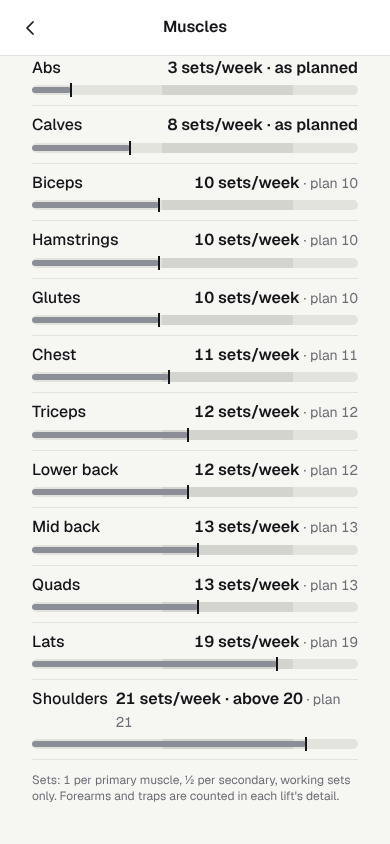 Muscles
Abs 3 sets/week · as planned
Calves 8 sets/week · as planned
Biceps 10 sets/week · plan 10
Hamstrings 10 sets/week · plan 10
Glutes 10 sets/week · plan 10
Chest 11 sets/week · plan 11
Triceps 12 sets/week · plan 12
Lower back 12 sets/week · plan 12
Mid back 13 sets/week · plan 13
Quads 13 sets/week · plan 13
Lats 19 sets/week · plan 19
Shoulders 21 sets/week · above 20 · plan
21
Sets: 1 per primary muscle, ½ per secondary, working sets
only. Forearms and traps are counted in each lift's detail.